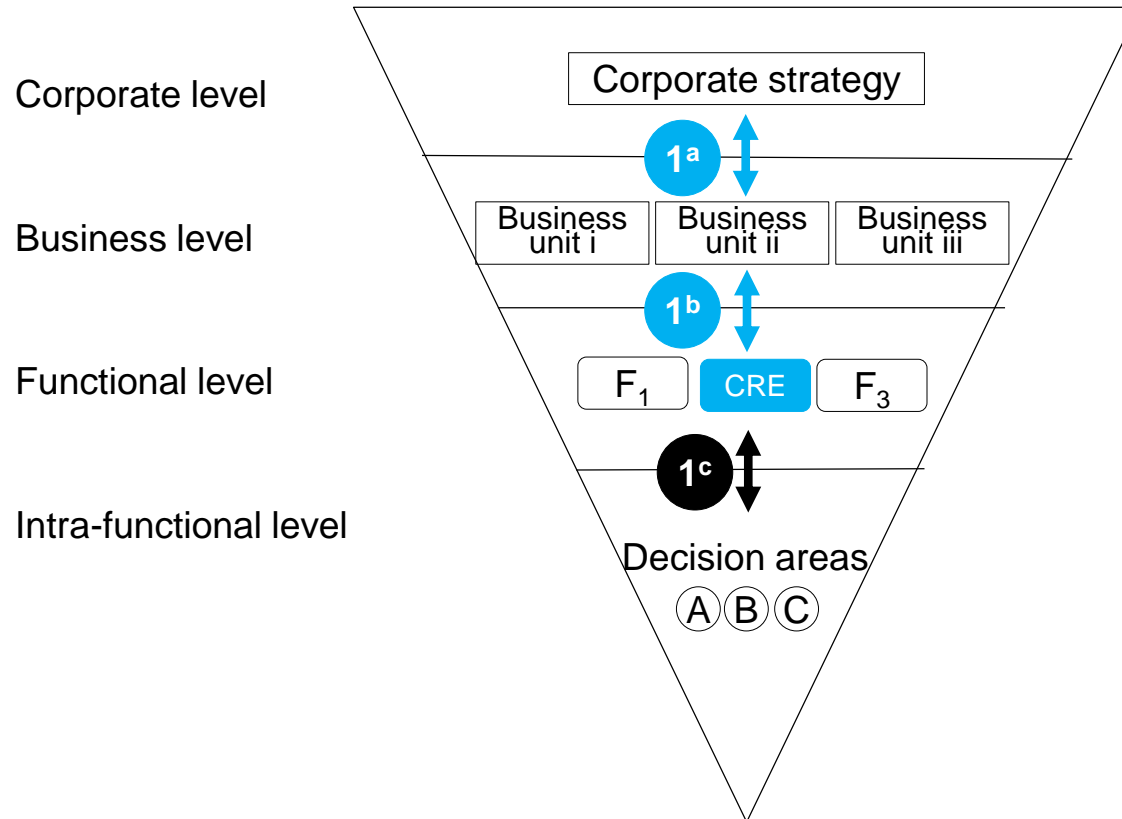 Corporate level
Corporate strategy
1ᵃ
Business level
Business
unit i
Business
unit ii
Business
unit iii
1ᵇ
Functional level
F₁
CRE
F₃
1ᶜ
Intra-functional level
Decision areas
A B C